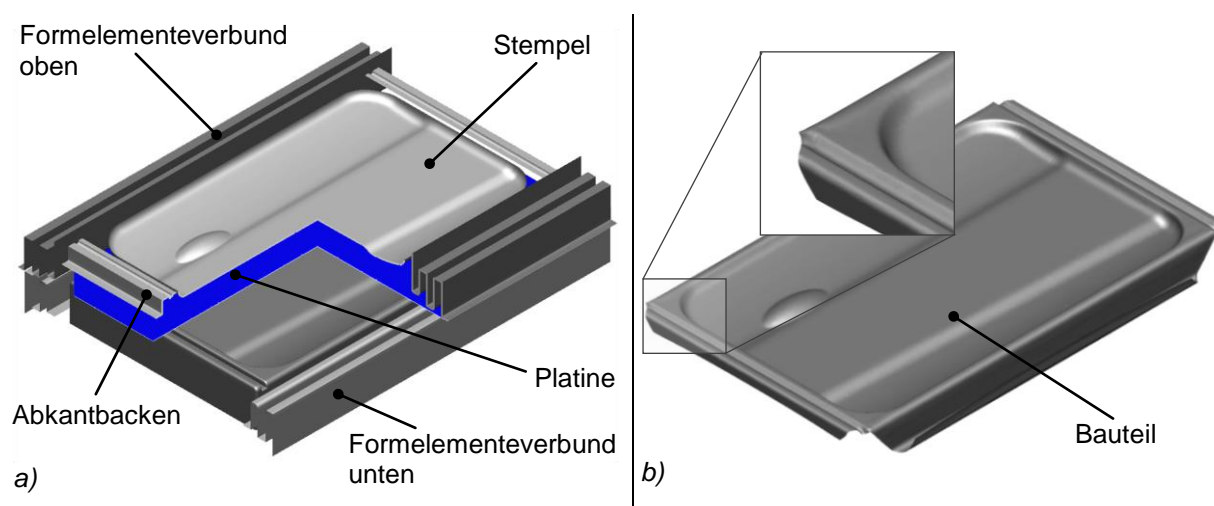 Formelementeverbund
oben
Stempel
Abkantbacken
Platine
Formelementeverbund
unten
a)
Bauteil
b)